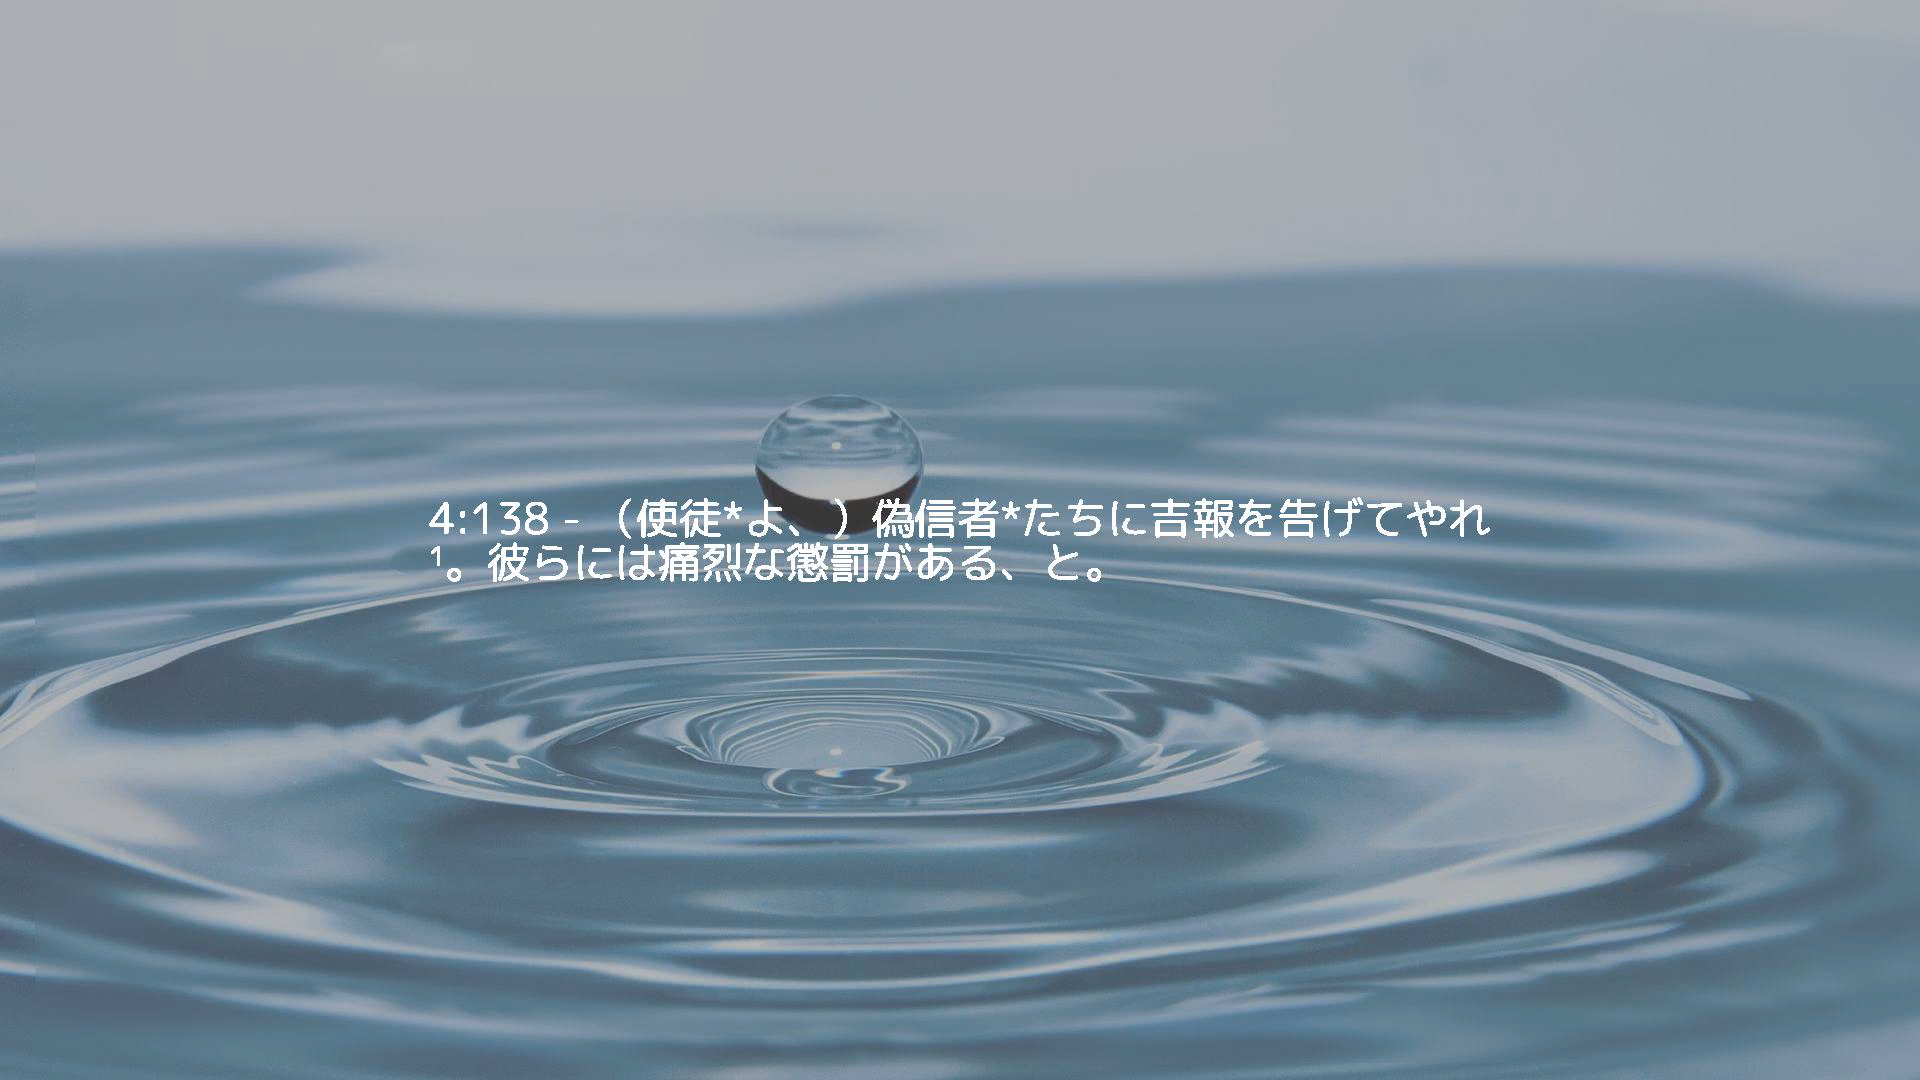 4:138 - （使徒*よ、）偽信者*たちに吉報を告げてやれ
¹。彼らには痛烈な懲罰がある、と。